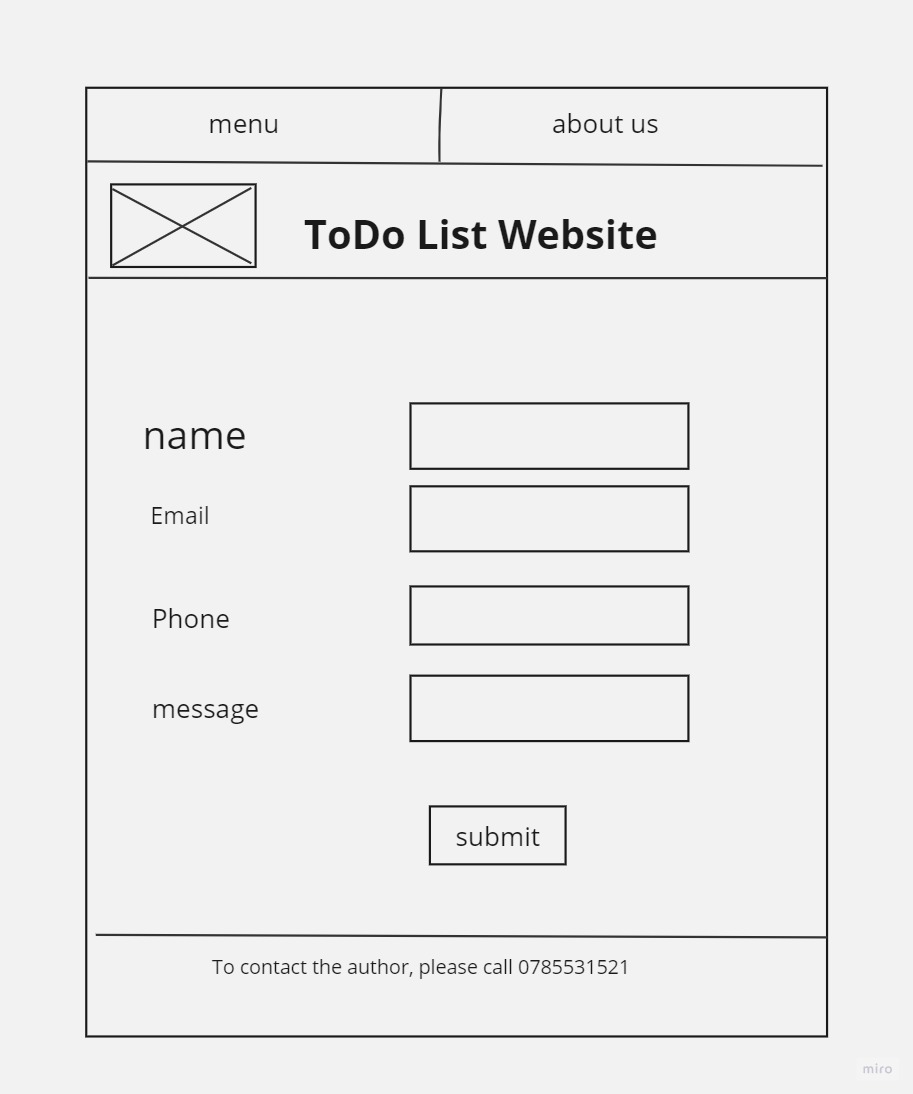 menu
about us
ToDo List Website
name
Email
Phone
message
submit
To contact the author, please call 0785531521
miro